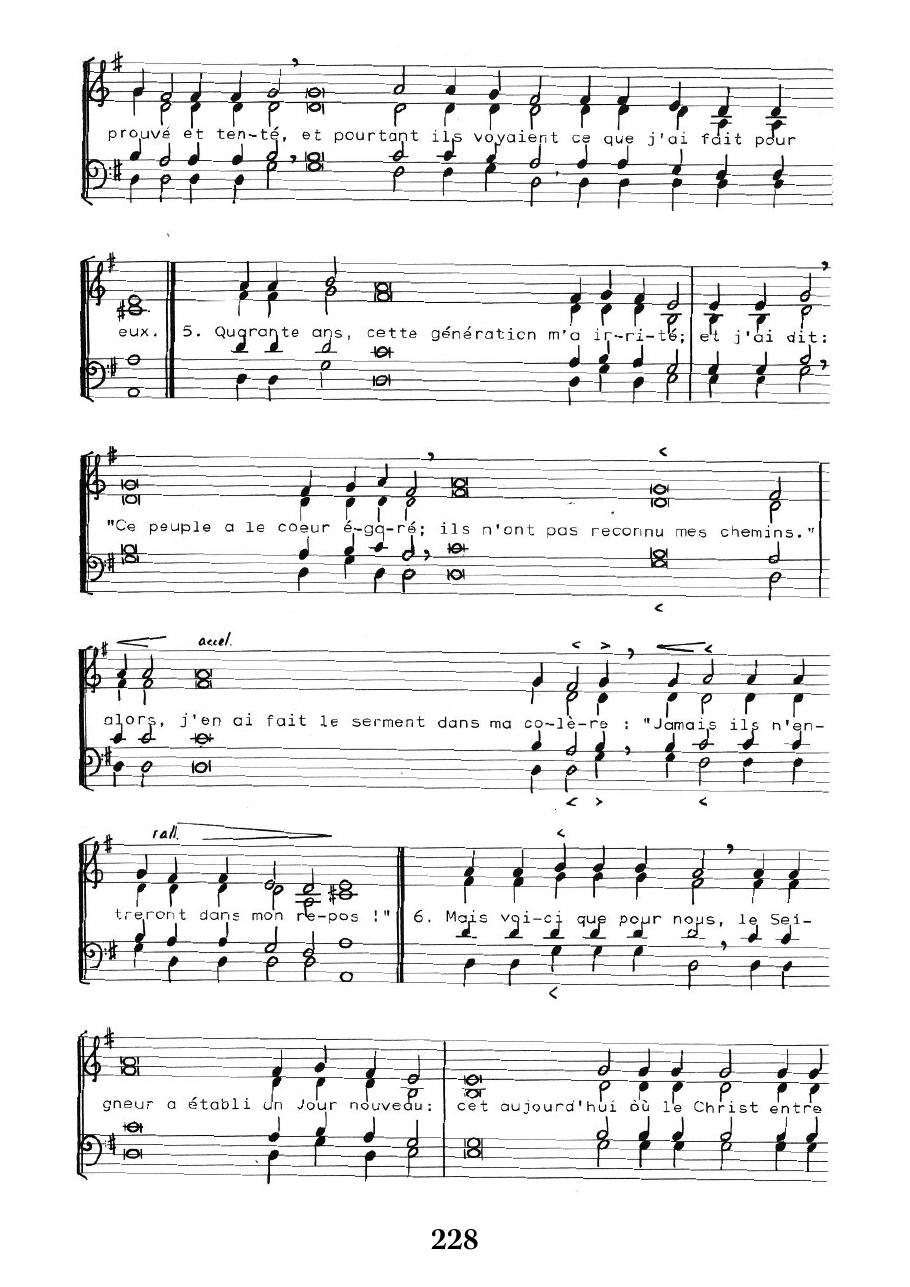 prouvé et ten-té, et pourtant ils voyaient ce que j'ai fait pour
eux. 5. Quarante ans, cette génération m'a ir-ri-té; et j'ai dit:
"Ce peuple a le coeur é-ga-ré; ils n'ont pas reconnu mes chemins."
accel.
alors, j'en ai fait le serment dans ma co-lè-re : "Jamais ils n'en-
rall.
treront dans mon re-pos !" 6. Mais voi-ci que pour nous, le Sei-
gneur a établi un Jour nouveau: cet aujourd'hui où le Christ entre
228